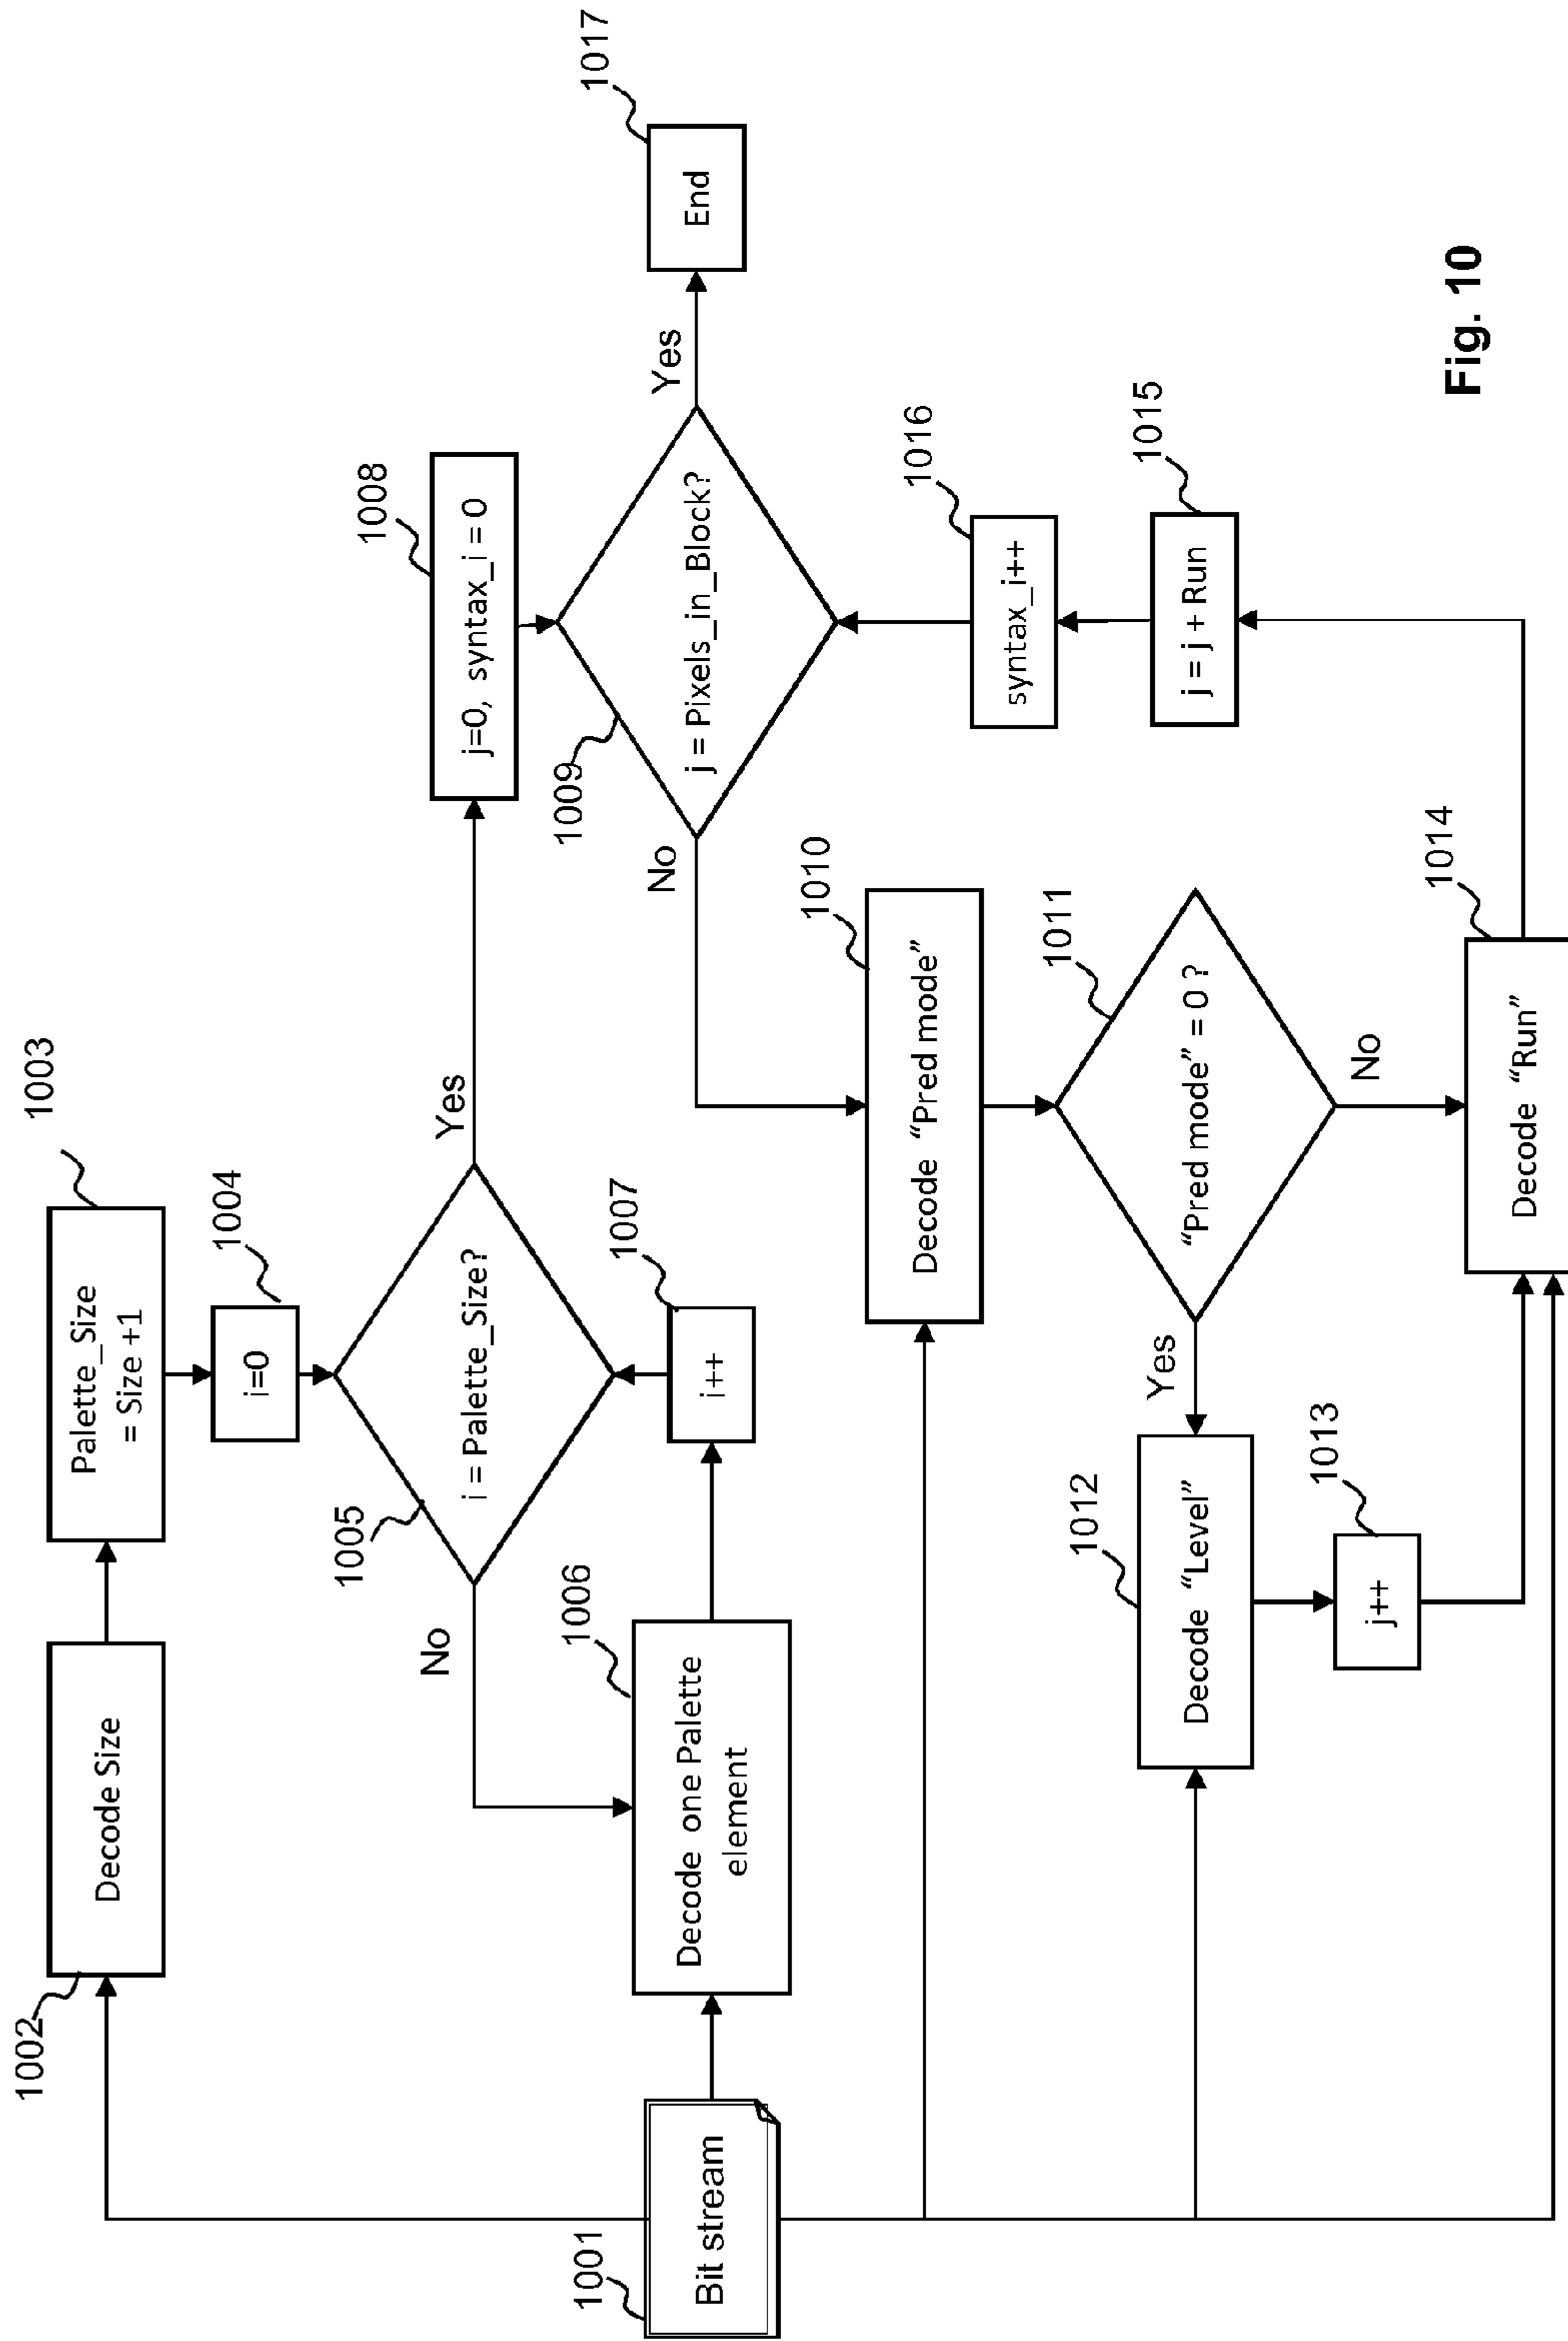 1001
Bit stream
1002
Decode Size
1003
Palette_Size
= Size +1
1004
i=0
1005
i = Palette_Size?
No
Yes
1006
Decode one Palette
element
1007
i++
1008
j=0, syntax_i = 0
1009
j = Pixels_in_Block?
No
Yes
1017
End
1010
Decode “Pred mode”
1011
“Pred mode” = 0 ?
Yes
No
1012
Decode “Level”
1013
j++
1014
Decode “Run”
1015
j = j + Run
1016
syntax_i++
Fig. 10